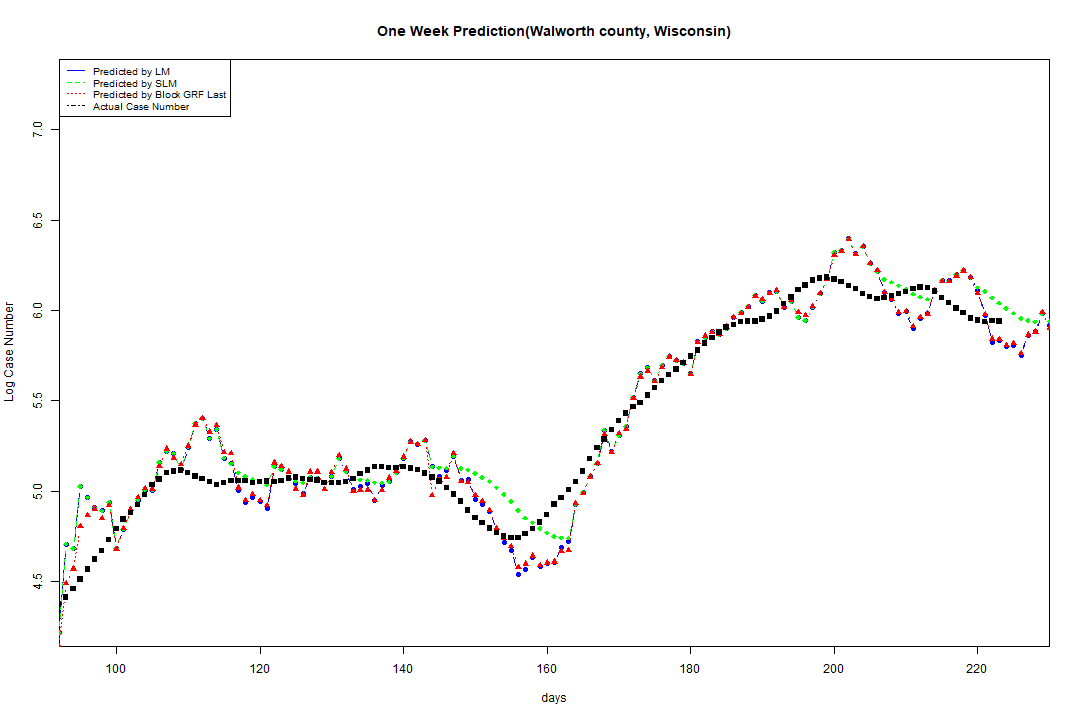 One Week Prediction(Walworth county, Wisconsin)
Predicted by LM
Predicted by SLM
Predicted by Block GRF Last
Actual Case Number
7.0
6.5
6.0
5.5
5.0
4.5
Log Case Number
100 120 140 160 180 200 220
days